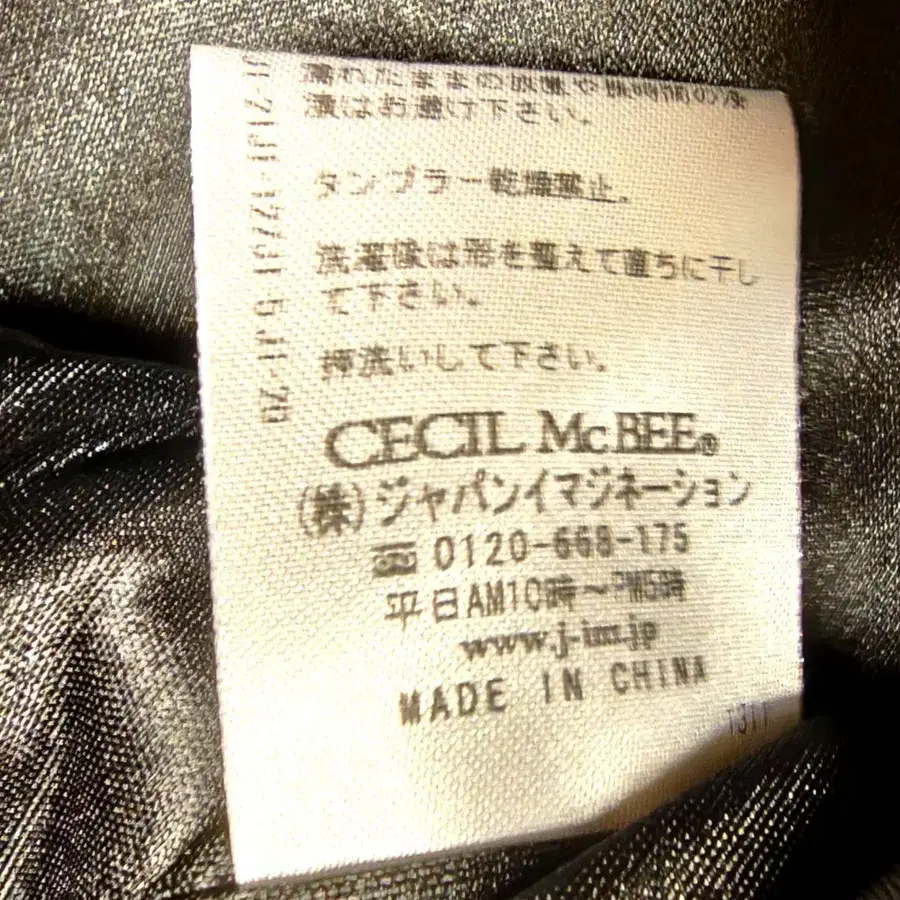 濡れたままの放置や長時間の浸
漬はお避け下さい。
タンブラー乾燥禁止。
洗濯後は形を整えて直ちに干し
て下さい。
押洗いして下さい。
CECIL McBEE®
(株)ジャパンイマジネーション
0120-668-175
平日AM10時～PM5時
www.j-im.jp
MADE IN CHINA